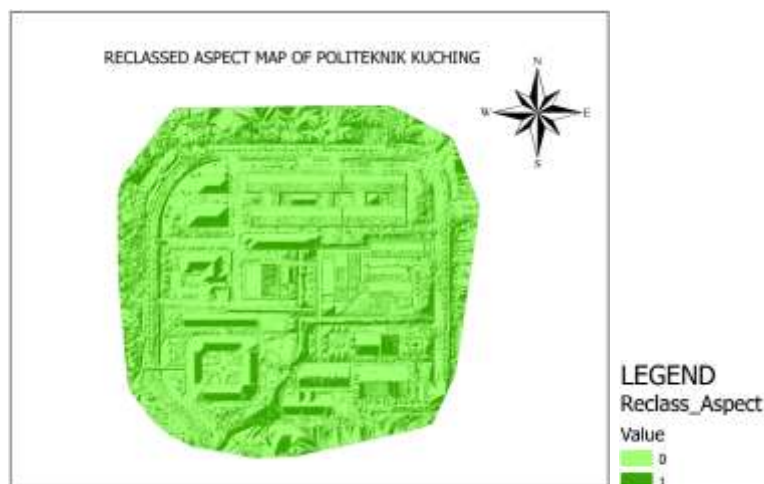 RECLASSED ASPECT MAP OF POLITEKNIK KUCHING
N
W E
S
LEGEND
Reclass_Aspect
Value
0
1